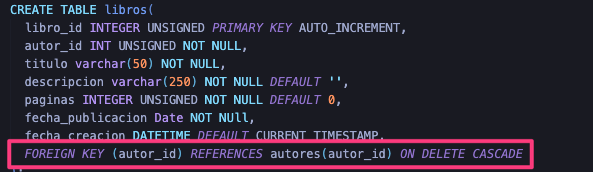 CREATE TABLE libros(
libro_id INTEGER UNSIGNED PRIMARY KEY AUTO_INCREMENT,
autor_id INT UNSIGNED NOT NULL,
titulo varchar(50) NOT NULL,
descripcion varchar(250) NOT NULL DEFAULT '',
paginas INTEGER UNSIGNED NOT NULL DEFAULT 0,
fecha_publicacion Date NOT NUll,
fecha_creacion DATETIME DEFAULT CURRENT_TIMESTAMP,
FOREIGN KEY (autor_id) REFERENCES autores(autor_id) ON DELETE CASCADE